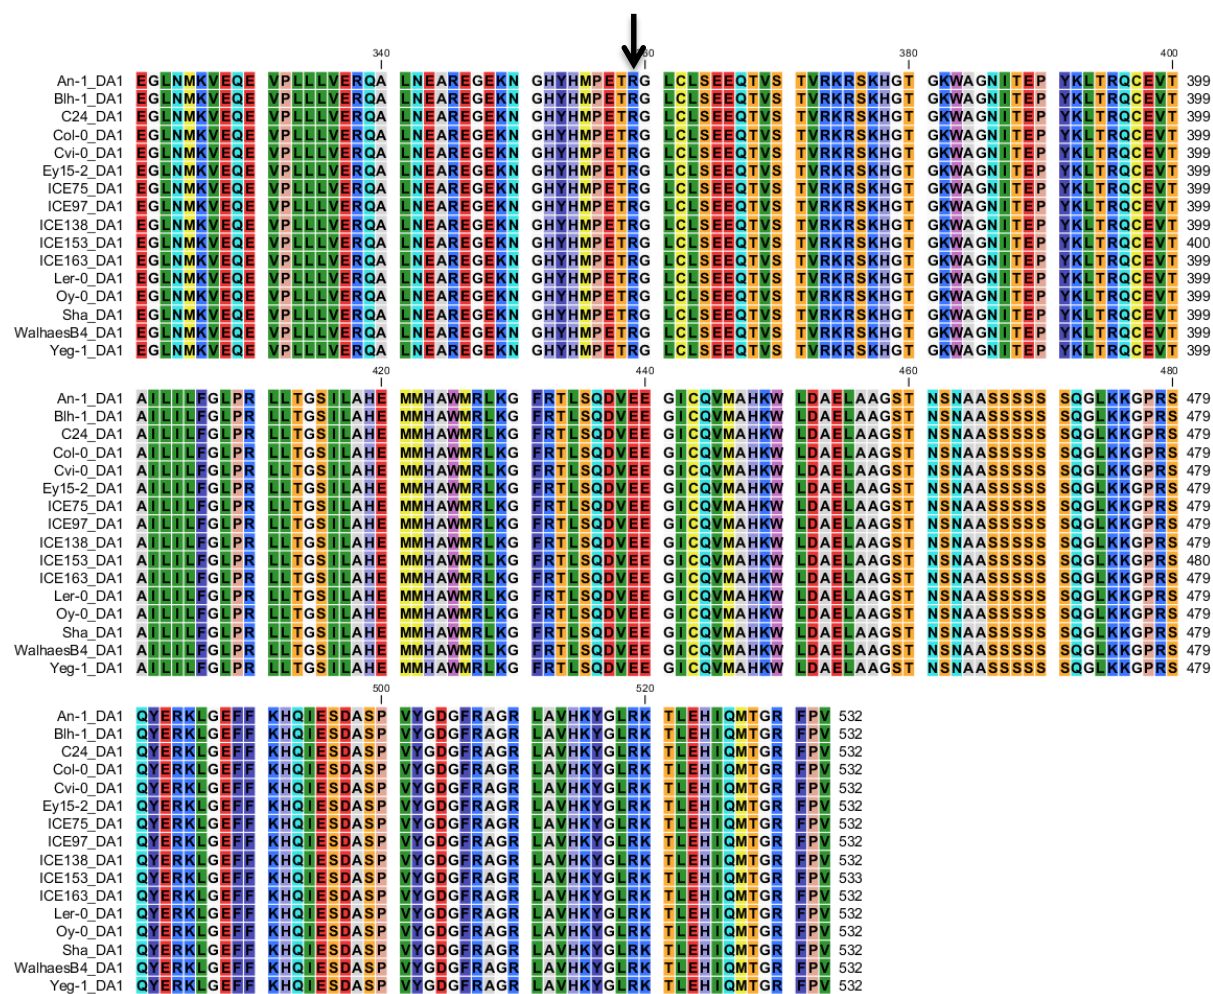 340 360 380 400
An-1_DA1 EGLNMKVEQE VPLLLVERQA LNEAREGEKN GHYHMPETRG LCLSEEQTVS TVRKRSKHGT GKWAGNITEP YKLTRQCEVT 399
Blh-1_DA1 EGLNMKVEQE VPLLLVERQA LNEAREGEKN GHYHMPETRG LCLSEEQTVS TVRKRSKHGT GKWAGNITEP YKLTRQCEVT 399
C24_DA1 EGLNMKVEQE VPLLLVERQA LNEAREGEKN GHYHMPETRG LCLSEEQTVS TVRKRSKHGT GKWAGNITEP YKLTRQCEVT 399
Col-0_DA1 EGLNMKVEQE VPLLLVERQA LNEAREGEKN GHYHMPETRG LCLSEEQTVS TVRKRSKHGT GKWAGNITEP YKLTRQCEVT 399
Cvi-0_DA1 EGLNMKVEQE VPLLLVERQA LNEAREGEKN GHYHMPETRG LCLSEEQTVS TVRKRSKHGT GKWAGNITEP YKLTRQCEVT 399
Ey15-2_DA1 EGLNMKVEQE VPLLLVERQA LNEAREGEKN GHYHMPETRG LCLSEEQTVS TVRKRSKHGT GKWAGNITEP YKLTRQCEVT 399
ICE75_DA1 EGLNMKVEQE VPLLLVERQA LNEAREGEKN GHYHMPETRG LCLSEEQTVS TVRKRSKHGT GKWAGNITEP YKLTRQCEVT 399
ICE97_DA1 EGLNMKVEQE VPLLLVERQA LNEAREGEKN GHYHMPETRG LCLSEEQTVS TVRKRSKHGT GKWAGNITEP YKLTRQCEVT 399
ICE138_DA1 EGLNMKVEQE VPLLLVERQA LNEAREGEKN GHYHMPETRG LCLSEEQTVS TVRKRSKHGT GKWAGNITEP YKLTRQCEVT 399
ICE153_DA1 EGLNMKVEQE VPLLLVERQA LNEAREGEKN GHYHMPETRG LCLSEEQTVS TVRKRSKHGT GKWAGNITEP YKLTRQCEVT 400
ICE163_DA1 EGLNMKVEQE VPLLLVERQA LNEAREGEKN GHYHMPETRG LCLSEEQTVS TVRKRSKHGT GKWAGNITEP YKLTRQCEVT 399
Ler-0_DA1 EGLNMKVEQE VPLLLVERQA LNEAREGEKN GHYHMPETRG LCLSEEQTVS TVRKRSKHGT GKWAGNITEP YKLTRQCEVT 399
Oy-0_DA1 EGLNMKVEQE VPLLLVERQA LNEAREGEKN GHYHMPETRG LCLSEEQTVS TVRKRSKHGT GKWAGNITEP YKLTRQCEVT 399
Sha_DA1 EGLNMKVEQE VPLLLVERQA LNEAREGEKN GHYHMPETRG LCLSEEQTVS TVRKRSKHGT GKWAGNITEP YKLTRQCEVT 399
WalhaesB4_DA1 EGLNMKVEQE VPLLLVERQA LNEAREGEKN GHYHMPETRG LCLSEEQTVS TVRKRSKHGT GKWAGNITEP YKLTRQCEVT 399
Yeg-1_DA1 EGLNMKVEQE VPLLLVERQA LNEAREGEKN GHYHMPETRG LCLSEEQTVS TVRKRSKHGT GKWAGNITEP YKLTRQCEVT 399
420 440 460 480
An-1_DA1 AILILFGLPR LLTGSILAHE MMHAWMRLKG FRTLSQDVEE GICQVMAHKW LDAELAAGST NSNAASSSSS SQGLKKGPRS 479
Blh-1_DA1 AILILFGLPR LLTGSILAHE MMHAWMRLKG FRTLSQDVEE GICQVMAHKW LDAELAAGST NSNAASSSSS SQGLKKGPRS 479
C24_DA1 AILILFGLPR LLTGSILAHE MMHAWMRLKG FRTLSQDVEE GICQVMAHKW LDAELAAGST NSNAASSSSS SQGLKKGPRS 479
Col-0_DA1 AILILFGLPR LLTGSILAHE MMHAWMRLKG FRTLSQDVEE GICQVMAHKW LDAELAAGST NSNAASSSSS SQGLKKGPRS 479
Cvi-0_DA1 AILILFGLPR LLTGSILAHE MMHAWMRLKG FRTLSQDVEE GICQVMAHKW LDAELAAGST NSNAASSSSS SQGLKKGPRS 479
Ey15-2_DA1 AILILFGLPR LLTGSILAHE MMHAWMRLKG FRTLSQDVEE GICQVMAHKW LDAELAAGST NSNAASSSSS SQGLKKGPRS 479
ICE75_DA1 AILILFGLPR LLTGSILAHE MMHAWMRLKG FRTLSQDVEE GICQVMAHKW LDAELAAGST NSNAASSSSS SQGLKKGPRS 479
ICE97_DA1 AILILFGLPR LLTGSILAHE MMHAWMRLKG FRTLSQDVEE GICQVMAHKW LDAELAAGST NSNAASSSSS SQGLKKGPRS 479
ICE138_DA1 AILILFGLPR LLTGSILAHE MMHAWMRLKG FRTLSQDVEE GICQVMAHKW LDAELAAGST NSNAASSSSS SQGLKKGPRS 479
ICE153_DA1 AILILFGLPR LLTGSILAHE MMHAWMRLKG FRTLSQDVEE GICQVMAHKW LDAELAAGST NSNAASSSSS SQGLKKGPRS 480
ICE163_DA1 AILILFGLPR LLTGSILAHE MMHAWMRLKG FRTLSQDVEE GICQVMAHKW LDAELAAGST NSNAASSSSS SQGLKKGPRS 479
Ler-0_DA1 AILILFGLPR LLTGSILAHE MMHAWMRLKG FRTLSQDVEE GICQVMAHKW LDAELAAGST NSNAASSSSS SQGLKKGPRS 479
Oy-0_DA1 AILILFGLPR LLTGSILAHE MMHAWMRLKG FRTLSQDVEE GICQVMAHKW LDAELAAGST NSNAASSSSS SQGLKKGPRS 479
Sha_DA1 AILILFGLPR LLTGSILAHE MMHAWMRLKG FRTLSQDVEE GICQVMAHKW LDAELAAGST NSNAASSSSS SQGLKKGPRS 479
WalhaesB4_DA1 AILILFGLPR LLTGSILAHE MMHAWMRLKG FRTLSQDVEE GICQVMAHKW LDAELAAGST NSNAASSSSS SQGLKKGPRS 479
Yeg-1_DA1 AILILFGLPR LLTGSILAHE MMHAWMRLKG FRTLSQDVEE GICQVMAHKW LDAELAAGST NSNAASSSSS SQGLKKGPRS 479
500 520
An-1_DA1 QYERKLGEFF KHQIESDASP VYGDGFRAGR LAVHKYGLRK TLEHIQMTGR FPV 532
Blh-1_DA1 QYERKLGEFF KHQIESDASP VYGDGFRAGR LAVHKYGLRK TLEHIQMTGR FPV 532
C24_DA1 QYERKLGEFF KHQIESDASP VYGDGFRAGR LAVHKYGLRK TLEHIQMTGR FPV 532
Col-0_DA1 QYERKLGEFF KHQIESDASP VYGDGFRAGR LAVHKYGLRK TLEHIQMTGR FPV 532
Cvi-0_DA1 QYERKLGEFF KHQIESDASP VYGDGFRAGR LAVHKYGLRK TLEHIQMTGR FPV 532
Ey15-2_DA1 QYERKLGEFF KHQIESDASP VYGDGFRAGR LAVHKYGLRK TLEHIQMTGR FPV 532
ICE75_DA1 QYERKLGEFF KHQIESDASP VYGDGFRAGR LAVHKYGLRK TLEHIQMTGR FPV 532
ICE97_DA1 QYERKLGEFF KHQIESDASP VYGDGFRAGR LAVHKYGLRK TLEHIQMTGR FPV 532
ICE138_DA1 QYERKLGEFF KHQIESDASP VYGDGFRAGR LAVHKYGLRK TLEHIQMTGR FPV 532
ICE153_DA1 QYERKLGEFF KHQIESDASP VYGDGFRAGR LAVHKYGLRK TLEHIQMTGR FPV 533
ICE163_DA1 QYERKLGEFF KHQIESDASP VYGDGFRAGR LAVHKYGLRK TLEHIQMTGR FPV 532
Ler-0_DA1 QYERKLGEFF KHQIESDASP VYGDGFRAGR LAVHKYGLRK TLEHIQMTGR FPV 532
Oy-0_DA1 QYERKLGEFF KHQIESDASP VYGDGFRAGR LAVHKYGLRK TLEHIQMTGR FPV 532
Sha_DA1 QYERKLGEFF KHQIESDASP VYGDGFRAGR LAVHKYGLRK TLEHIQMTGR FPV 532
WalhaesB4_DA1 QYERKLGEFF KHQIESDASP VYGDGFRAGR LAVHKYGLRK TLEHIQMTGR FPV 532
Yeg-1_DA1 QYERKLGEFF KHQIESDASP VYGDGFRAGR LAVHKYGLRK TLEHIQMTGR FPV 532